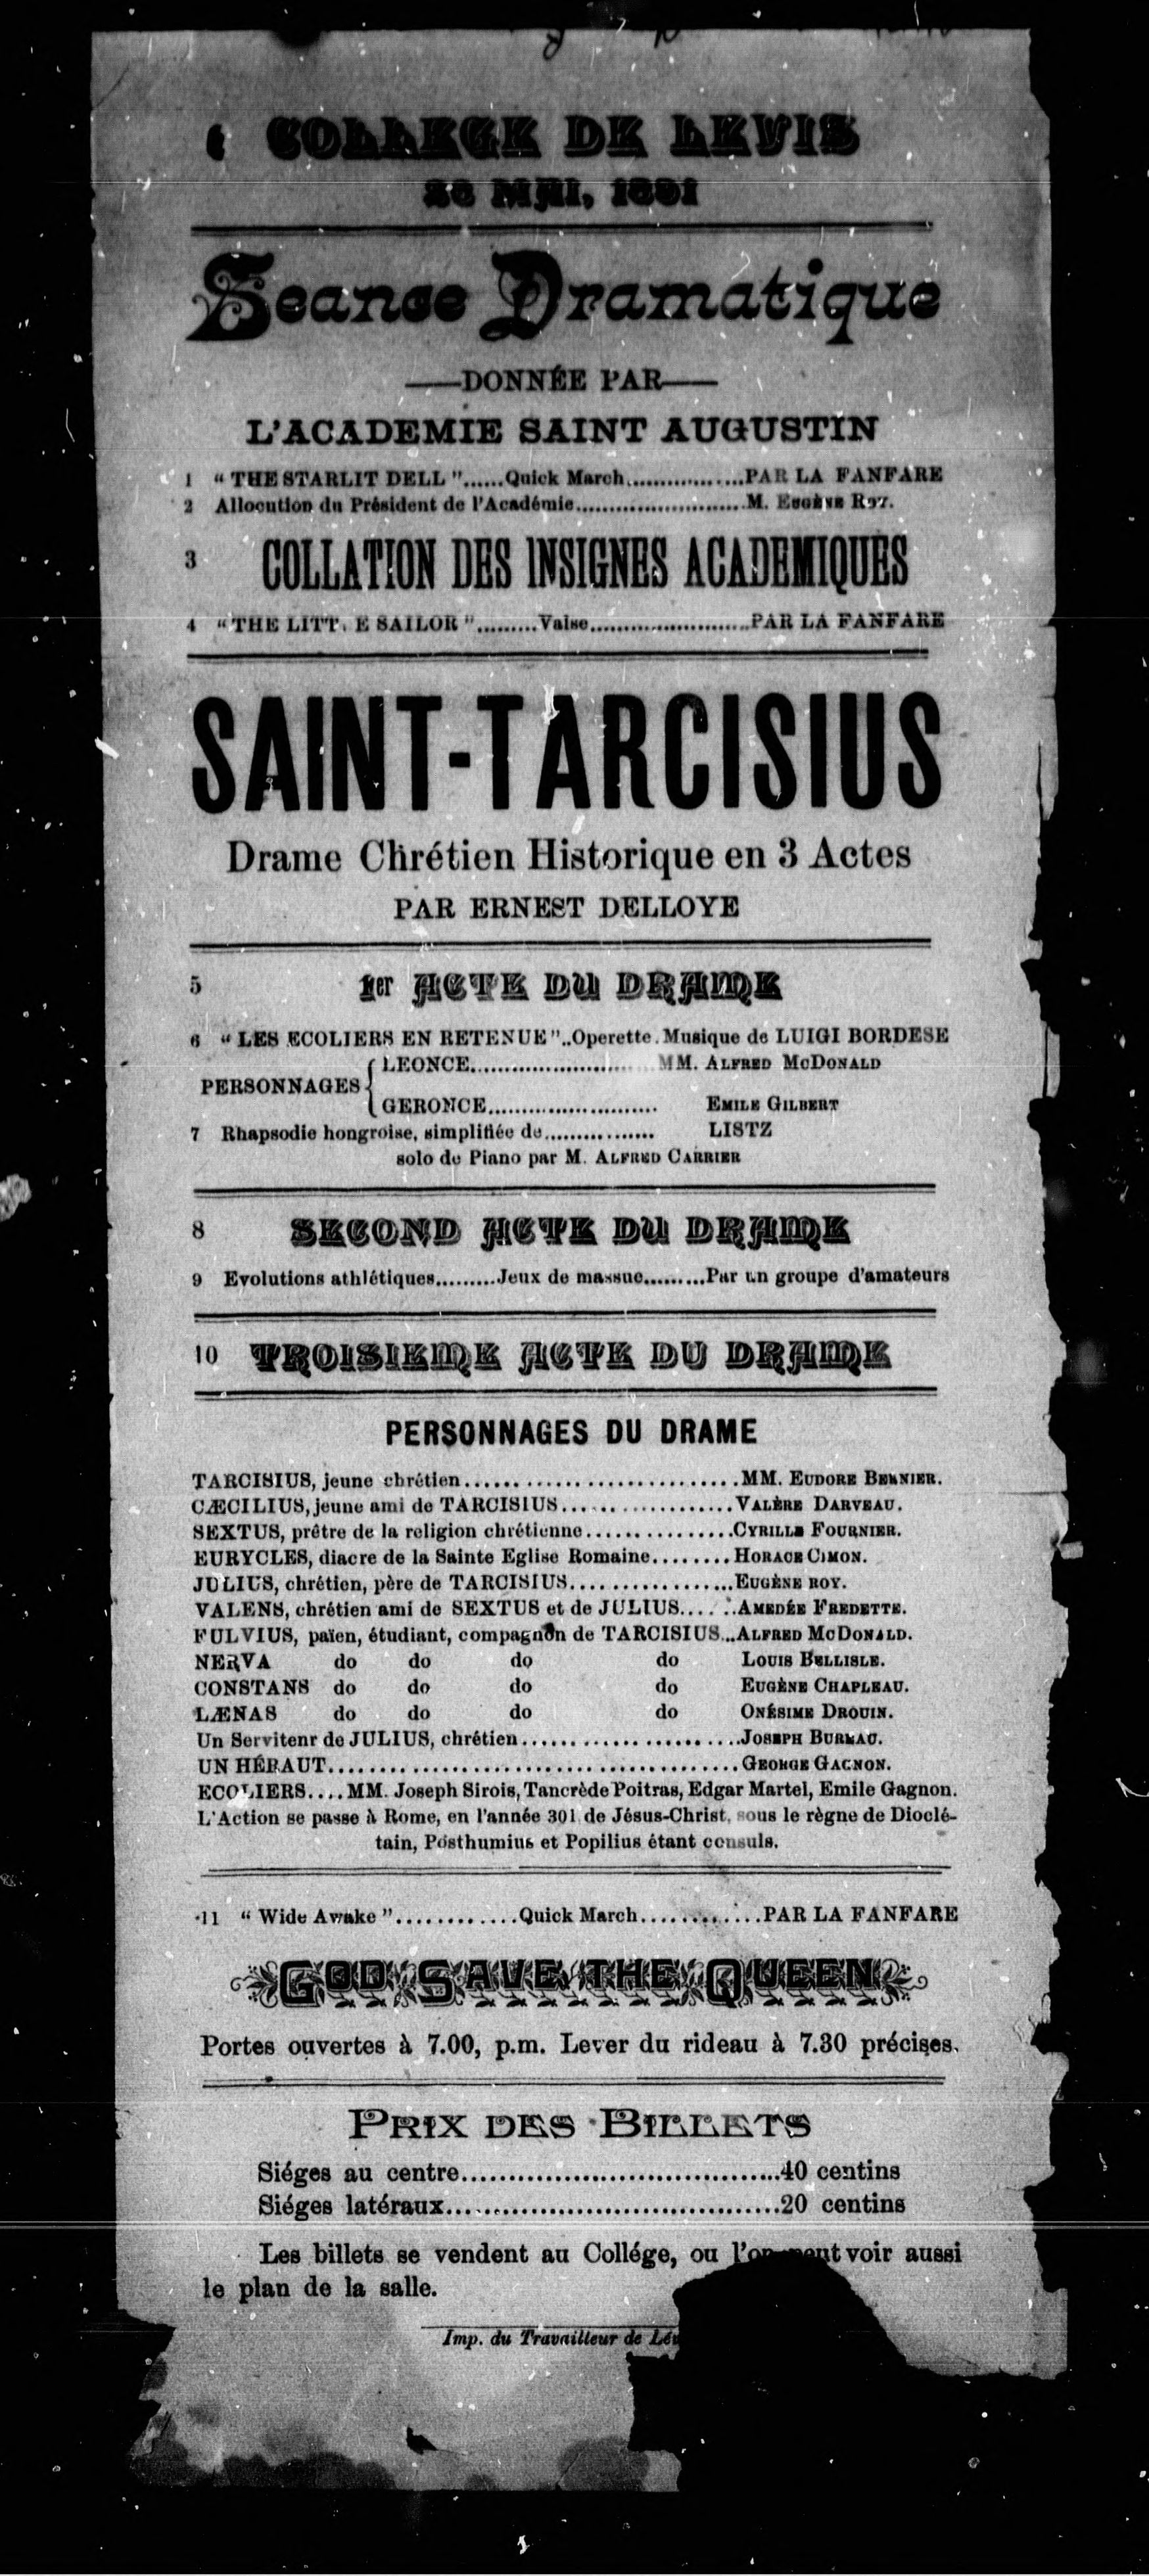 COLLEGE DE LEVIS
26 MAI, 1891
Seance Dramatique
—DONNÉE PAR—
L'ACADEMIE SAINT AUGUSTIN
1 “ THE STARLIT DELL ”......Quick March.................PAR LA FANFARE
2 Allocution du Président de l'Académie.........................M. EUGÈNE ROY.
3 COLLATION DES INSIGNES ACADEMIQUES
4 “ THE LITT E SAILOR ”.........Valse........................PAR LA FANFARE
SAINT-TARCISIUS
Drame Chrétien Historique en 3 Actes
PAR ERNEST DELLOYE
5 1er ACTE DU DRAME
6 “ LES ECOLIERS EN RETENUE ”..Operette. Musique de LUIGI BORDESE
PERSONNAGES { LEONCE........................... MM. ALFRED MCDONALD
GERONCE......................... EMILE GILBERT
7 Rhapsodie hongroise, simplifiée de................ LISTZ
solo de Piano par M. ALFRED CARRIER
8 SECOND ACTE DU DRAME
9 Evolutions athlétiques.........Jeux de massue.........Par un groupe d'amateurs
10 TROISIEME ACTE DU DRAME
PERSONNAGES DU DRAME
TARCISIUS, jeune chrétien............................MM. EUDORE BERNIER.
CÆCILIUS, jeune ami de TARCISIUS..................VALÈRE DARVEAU.
SEXTUS, prêtre de la religion chrétienne...............CYRILLE FOURNIER.
EURYCLES, diacre de la Sainte Eglise Romaine........HORACE CIMON.
JULIUS, chrétien, père de TARCISIUS.................EUGÈNE ROY.
VALENS, chrétien ami de SEXTUS et de JULIUS......AMEDÉE FREDETTE.
FULVIUS, païen, étudiant, compagnon de TARCISIUS...ALFRED MCDONALD.
NERVA do do do do LOUIS BELLISLE.
CONSTANS do do do do EUGÈNE CHAPLEAU.
LÆNAS do do do do ONÉSIME DROUIN.
Un Servitenr de JULIUS, chrétien......................JOSEPH BUREAU.
UN HÉRAUT.........................................GEORGE GAGNON.
ECOLIERS....MM. Joseph Sirois, Tancrède Poitras, Edgar Martel, Emile Gagnon.
L'Action se passe à Rome, en l'année 301 de Jésus-Christ, sous le règne de Dioclé-
tain, Posthumius et Popilius étant consuls.
11 “ Wide Awake ”............Quick March............PAR LA FANFARE
GOD SAVE THE QUEEN
Portes ouvertes à 7.00, p.m. Lever du rideau à 7.30 précises.
PRIX DES BILLETS
Siéges au centre..................................40 centins
Siéges latéraux...................................20 centins
Les billets se vendent au Collége, ou l'on peut voir aussi
le plan de la salle.
Imp. du Travailleur de Lév